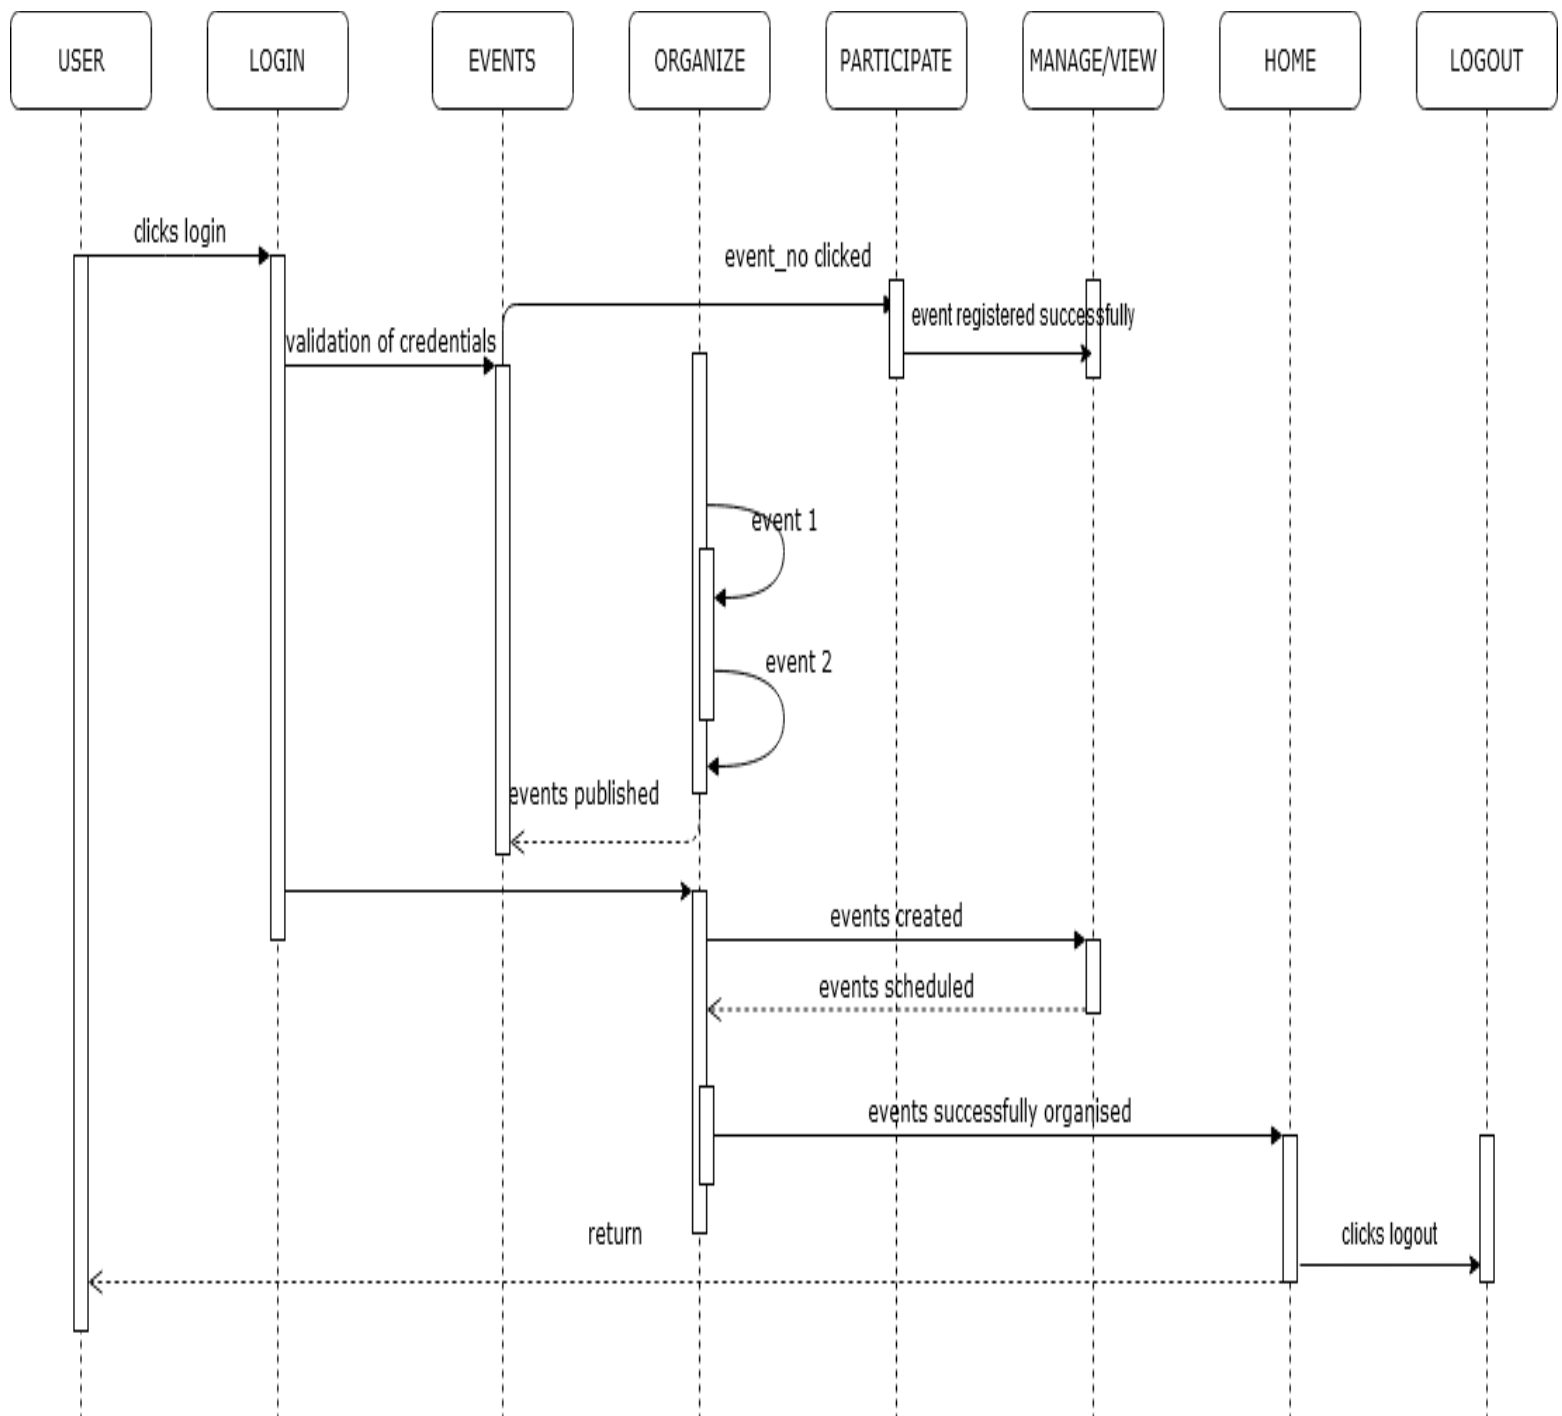 USER
LOGIN
EVENTS
ORGANIZE
PARTICIPATE
MANAGE/VIEW
HOME
LOGOUT
clicks login
event_no clicked
event registered successfully
validation of credentials
event 1
event 2
events published
events created
events scheduled
events successfully organised
return
clicks logout